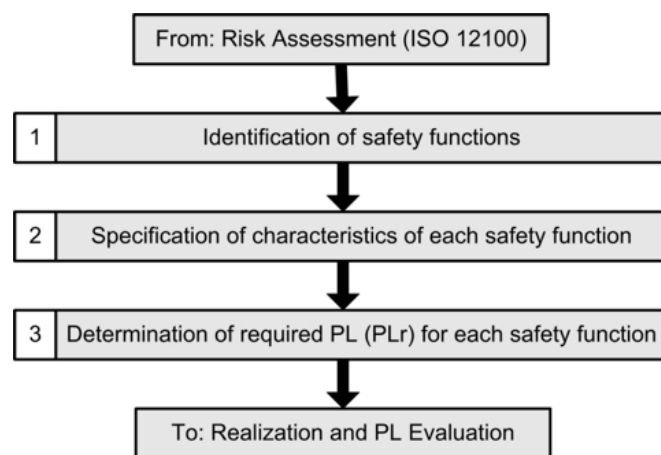 From: Risk Assessment (ISO 12100)
1 Identification of safety functions
2 Specification of characteristics of each safety function
3 Determination of required PL (PLr) for each safety function
To: Realization and PL Evaluation